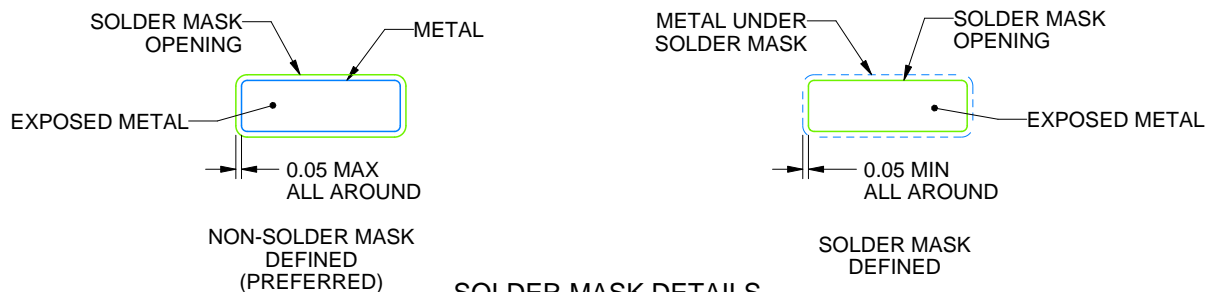 SOLDER MASK
OPENING
METAL
EXPOSED METAL
0.05 MAX
ALL AROUND
NON-SOLDER MASK
DEFINED
(PREFERRED)
METAL UNDER
SOLDER MASK
SOLDER MASK
OPENING
EXPOSED METAL
0.05 MIN
ALL AROUND
SOLDER MASK
DEFINED
SOLDER MASK DETAILS